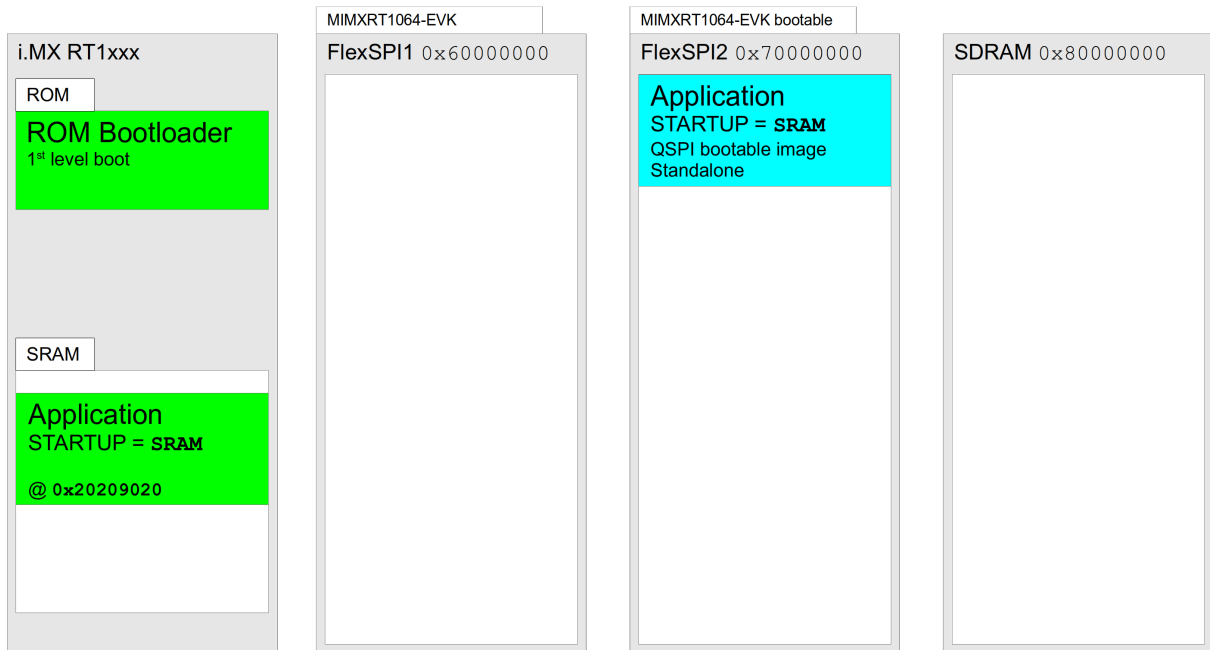 i.MX RT1xxx
ROM
ROM Bootloader
1st level boot
SRAM
Application
STARTUP = SRAM
@ 0x20209020
MIMXRT1064-EVK
FlexSPI1 0x60000000
MIMXRT1064-EVK bootable
FlexSPI2 0x70000000
Application
STARTUP = SRAM
QSPI bootable image
Standalone
SDRAM 0x80000000